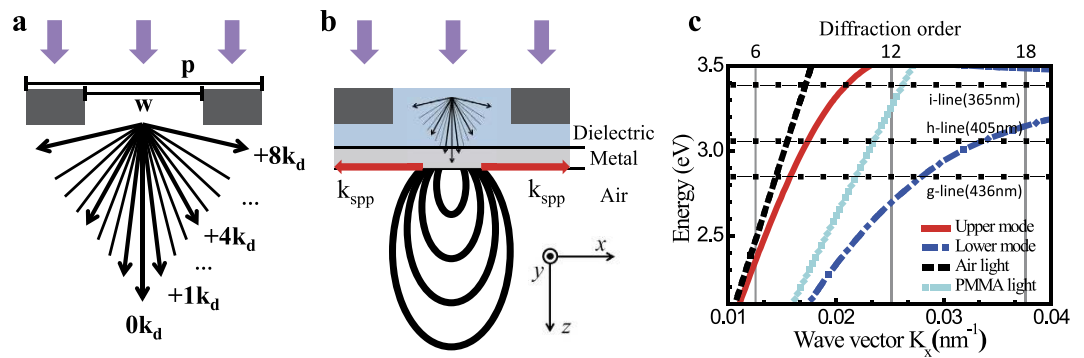 a
p
w
+8k_d
...
+4k_d
...
+1k_d
0k_d
b
Dielectric
Metal
k_spp
k_spp
Air
x
y
z
c
Diffraction order
6 12 18
3.5
3.0
2.5
Energy (eV)
i-line(365nm)
h-line(405nm)
g-line(436nm)
Upper mode
Lower mode
Air light
PMMA light
0.01 0.02 0.03 0.04
Wave vector K_x(nm⁻¹)